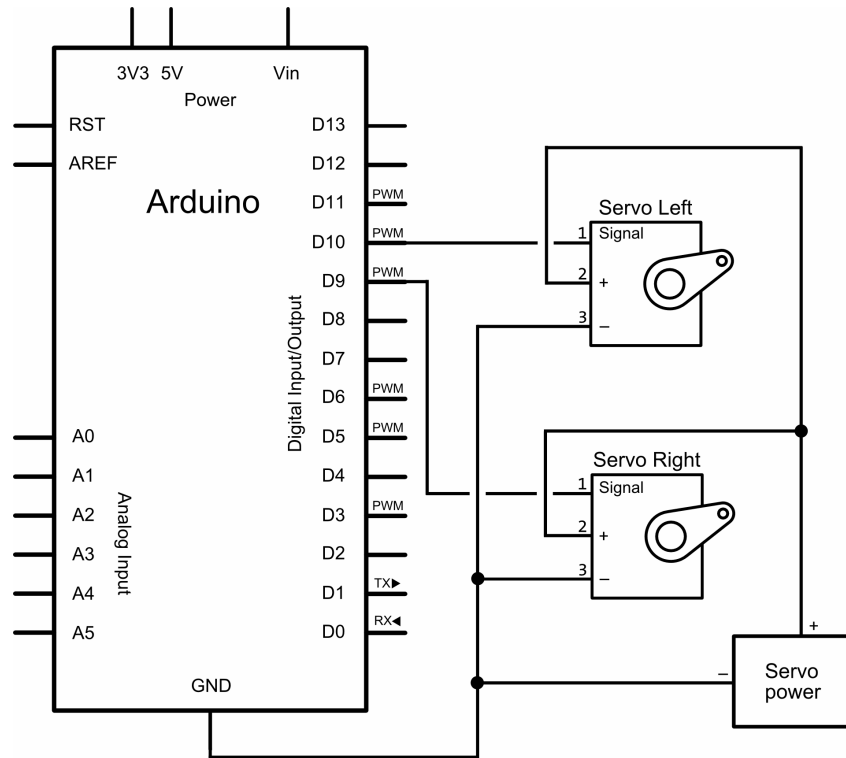 3V3 5V Vin
Power
RST
AREF
Arduino
D13
D12
D11 PWM
D10 PWM
D9 PWM
D8
D7
D6 PWM
D5 PWM
D4
D3 PWM
D2
D1 TX▶
D0 RX◀
Digital Input/Output
A0
A1
A2
A3
A4
A5
Analog Input
GND
Servo Left
1 Signal
2 +
3 –
Servo Right
1 Signal
2 +
3 –
+
–
Servo
power